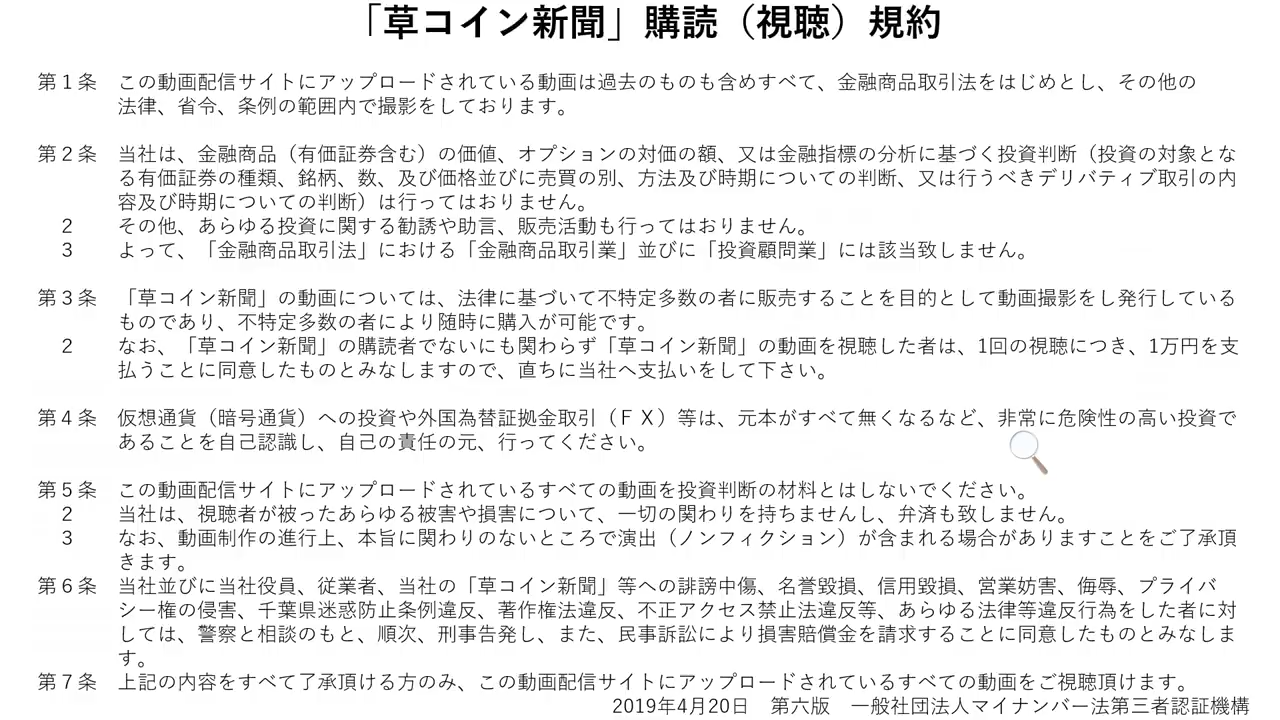 「草コイン新聞」購読（視聴）規約
第１条　この動画配信サイトにアップロードされている動画は過去のものも含めすべて、金融商品取引法をはじめとし、その他の
法律、省令、条例の範囲内で撮影をしております。
第２条　当社は、金融商品（有価証券含む）の価値、オプションの対価の額、又は金融指標の分析に基づく投資判断（投資の対象とな
る有価証券の種類、銘柄、数、及び価格並びに売買の別、方法及び時期についての判断、又は行うべきデリバティブ取引の内
容及び時期についての判断）は行ってはおりません。
2　その他、あらゆる投資に関する勧誘や助言、販売活動も行ってはおりません。
3　よって、「金融商品取引法」における「金融商品取引業」並びに「投資顧問業」には該当致しません。
第３条　「草コイン新聞」の動画については、法律に基づいて不特定多数の者に販売することを目的として動画撮影をし発行している
ものであり、不特定多数の者により随時に購入が可能です。
2　なお、「草コイン新聞」の購読者でないにも関わらず「草コイン新聞」の動画を視聴した者は、1回の視聴につき、1万円を支
払うことに同意したものとみなしますので、直ちに当社へ支払いをして下さい。
第４条　仮想通貨（暗号通貨）への投資や外国為替証拠金取引（ＦＸ）等は、元本がすべて無くなるなど、非常に危険性の高い投資で
あることを自己認識し、自己の責任の元、行ってください。
第５条　この動画配信サイトにアップロードされているすべての動画を投資判断の材料とはしないでください。
2　当社は、視聴者が被ったあらゆる被害や損害について、一切の関わりを持ちませんし、弁済も致しません。
3　なお、動画制作の進行上、本旨に関わりのないところで演出（ノンフィクション）が含まれる場合がありますことをご了承頂
きます。
第６条　当社並びに当社役員、従業者、当社の「草コイン新聞」等への誹謗中傷、名誉毀損、信用毀損、営業妨害、侮辱、プライバ
シー権の侵害、千葉県迷惑防止条例違反、著作権法違反、不正アクセス禁止法違反等、あらゆる法律等違反行為をした者に対
しては、警察と相談のもと、順次、刑事告発し、また、民事訴訟により損害賠償金を請求することに同意したものとみなしま
す。
第７条　上記の内容をすべて了承頂ける方のみ、この動画配信サイトにアップロードされているすべての動画をご視聴頂けます。
2019年4月20日　第六版　一般社団法人マイナンバー法第三者認証機構